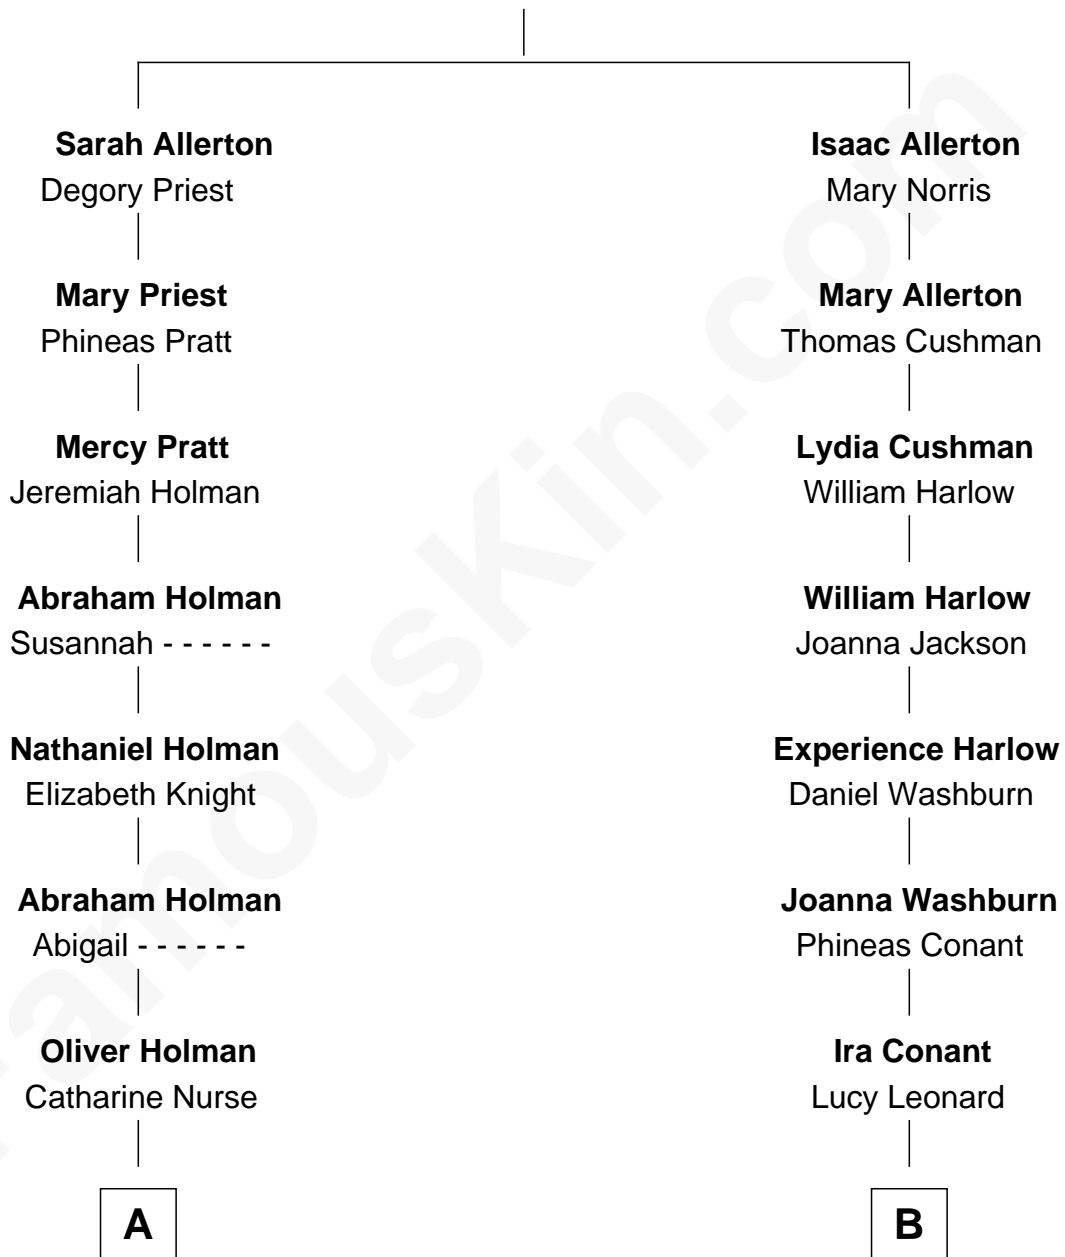 Sarah Allerton
Degory Priest
Mary Priest
Phineas Pratt
Mercy Pratt
Jeremiah Holman
Abraham Holman
Susannah - - - - - -
Nathaniel Holman
Elizabeth Knight
Abraham Holman
Abigail - - - - - -
Oliver Holman
Catharine Nurse
A
Isaac Allerton
Mary Norris
Mary Allerton
Thomas Cushman
Lydia Cushman
William Harlow
William Harlow
Joanna Jackson
Experience Harlow
Daniel Washburn
Joanna Washburn
Phineas Conant
Ira Conant
Lucy Leonard
B
FamousKin.com